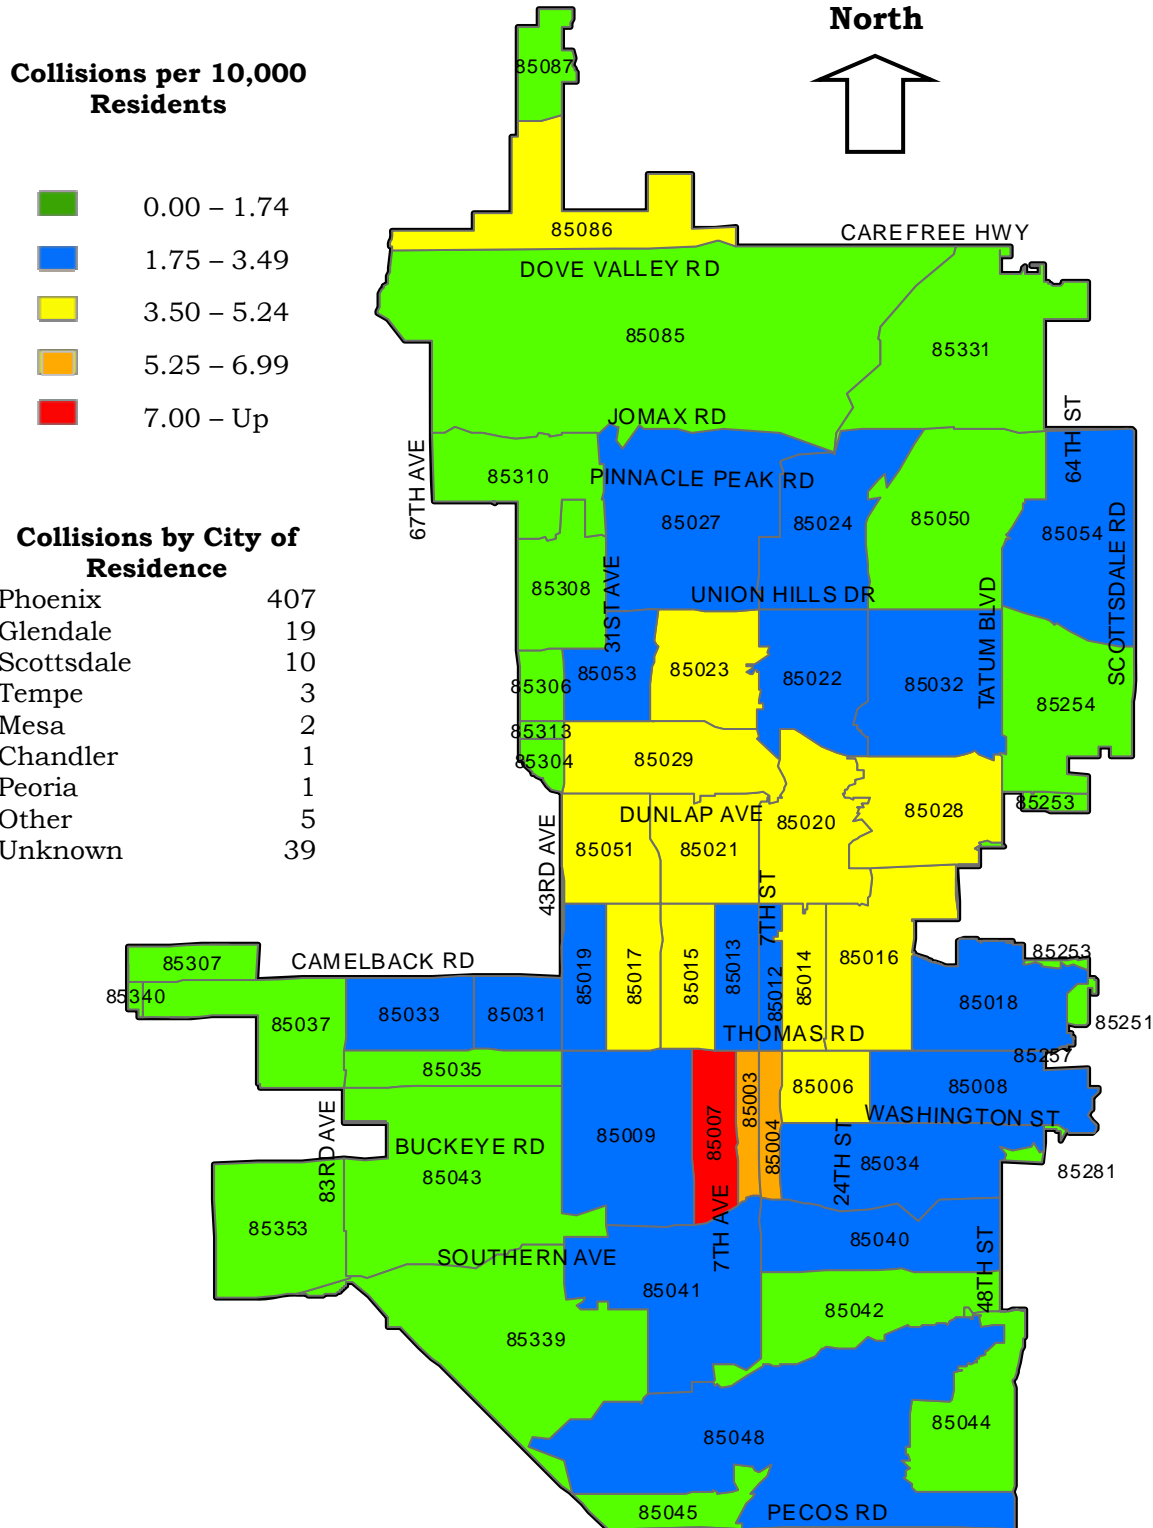 North
Collisions per 10,000
Residents
0.00 – 1.74
1.75 – 3.49
3.50 – 5.24
5.25 – 6.99
7.00 – Up
Collisions by City of
Residence
Phoenix 407
Glendale 19
Scottsdale 10
Tempe 3
Mesa 2
Chandler 1
Peoria 1
Other 5
Unknown 39
85087
85086
CAREFREE HWY
DOVE VALLEY RD
85085
85331
JOMAX RD
64TH ST
67TH AVE
85310
PINNACLE PEAK RD
85027
85024
85050
85054
SCOTTSDALE RD
85308
31ST AVE
UNION HILLS DR
TATUM BLVD
85306
85053
85023
85022
85032
85254
85313
85304
85029
85253
43RD AVE
DUNLAP AVE
85020
85028
85051
85021
7TH ST
85307
CAMELBACK RD
85019
85017
85015
85013
85012
85014
85016
85253
85340
85037
85033
85031
85018
85251
THOMAS RD
85257
85035
85003
85006
85008
83RD AVE
BUCKEYE RD
85009
85007
85004
WASHINGTON ST
24TH ST
85034
85281
85043
85353
7TH AVE
SOUTHERN AVE
85040
48TH ST
85041
85042
85339
85044
85048
85045
PECOS RD